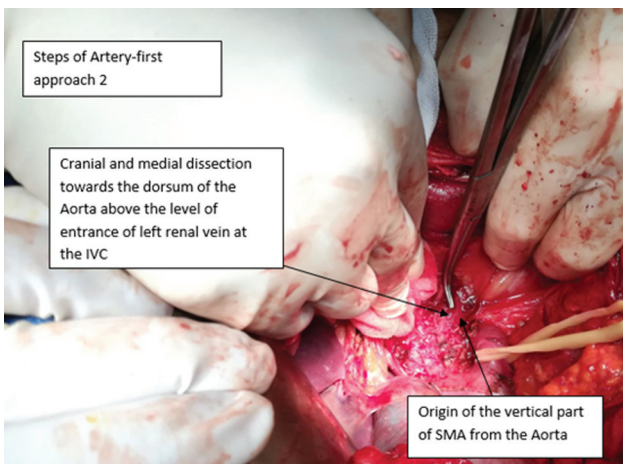 Steps of Artery-first
approach 2
Cranial and medial dissection
towards the dorsum of the
Aorta above the level of
entrance of left renal vein at
the IVC
Origin of the vertical part
of SMA from the Aorta